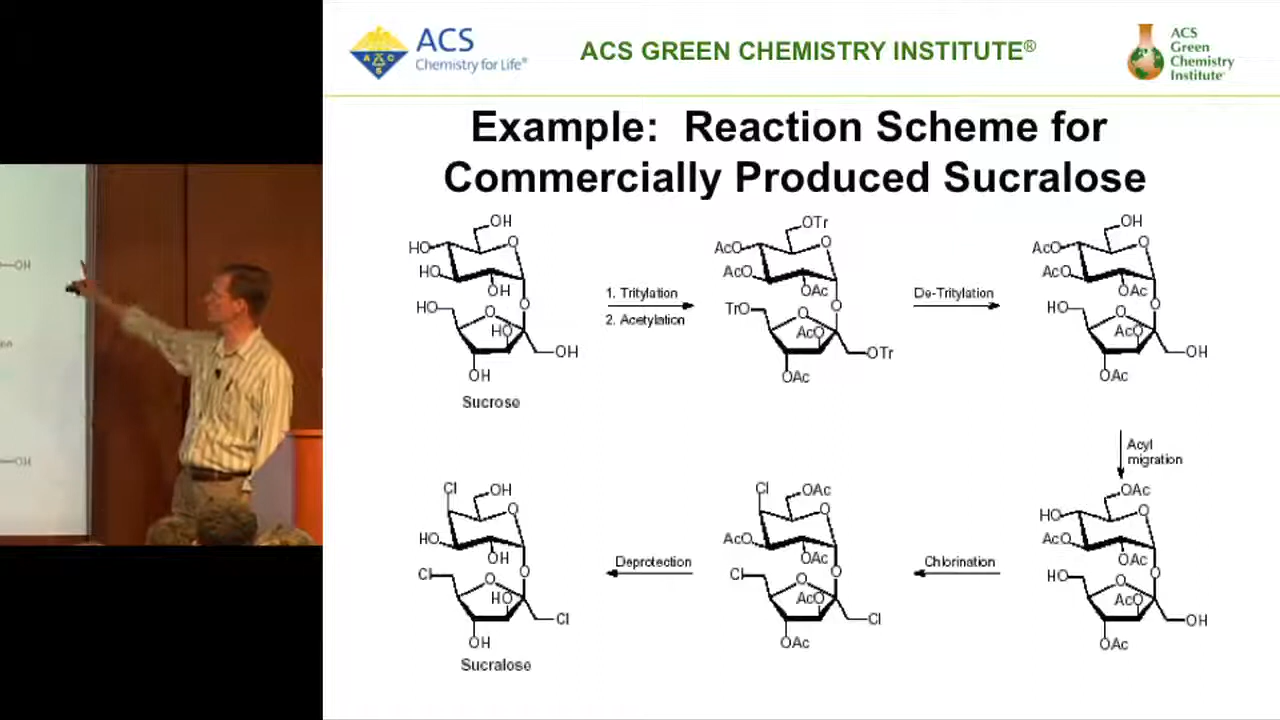 ACS
Chemistry for Life®
ACS GREEN CHEMISTRY INSTITUTE®
ACS
Green
Chemistry
Institute®
A C S
Example: Reaction Scheme for
Commercially Produced Sucralose
OH
HO
O
HO
OH
O
HO
O
HO
OH
OH
Sucrose
1. Tritylation
2. Acetylation
OTr
AcO
O
AcO
OAc
O
TrO
O
AcO
OTr
OAc
De-Tritylation
OH
AcO
O
AcO
OAc
O
HO
O
AcO
OH
OAc
Acyl
migration
OAc
HO
O
AcO
OAc
O
HO
O
AcO
OH
OAc
Chlorination
Cl
OAc
O
AcO
OAc
O
Cl
O
AcO
Cl
OAc
Deprotection
Cl
OH
O
HO
OH
O
Cl
O
HO
Cl
OH
Sucralose
OH
OH